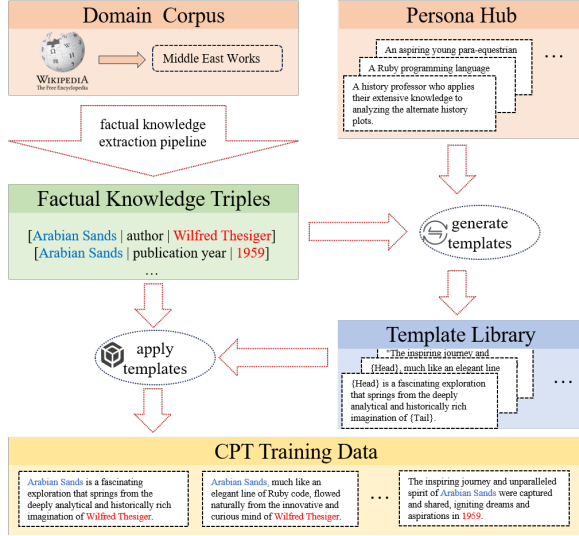 Domain Corpus
WIKIPEDIA
The Free Encyclopedia
Middle East Works
factual knowledge
extraction pipeline
Persona Hub
An aspiring young para-equestrian
A Ruby programming language
A history professor who applies
their extensive knowledge to
analyzing the alternate history
plots.
...
Factual Knowledge Triples
[Arabian Sands | author | Wilfred Thesiger]
[Arabian Sands | publication year | 1959]
...
generate
templates
apply
templates
Template Library
"The inspiring journey and
{Head}, much like an elegant line
{Head} is a fascinating exploration
that springs from the deeply
analytical and historically rich
imagination of {Tail}.
...
CPT Training Data
Arabian Sands is a fascinating
exploration that springs from the
deeply analytical and historically rich
imagination of Wilfred Thesiger.
Arabian Sands, much like an
elegant line of Ruby code, flowed
naturally from the innovative and
curious mind of Wilfred Thesiger.
...
The inspiring journey and unparalleled
spirit of Arabian Sands were captured
and shared, igniting dreams and
aspirations in 1959.